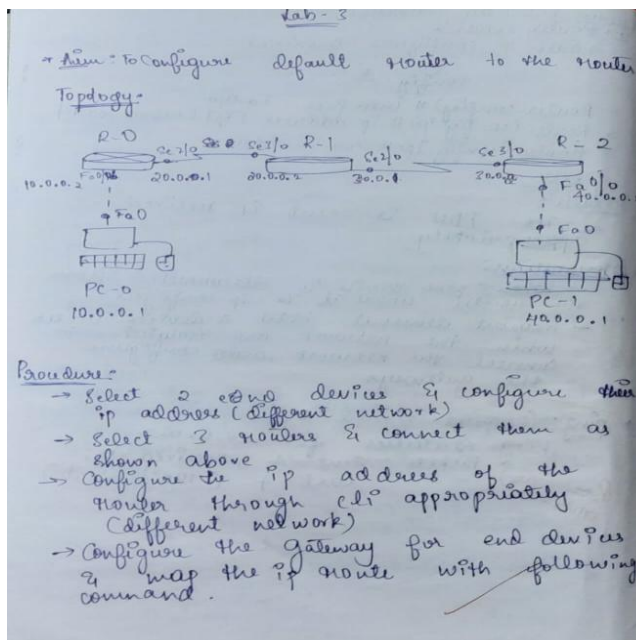 Lab - 3
* Aim: To configure default router to the router
Topology:-
R-0 Se2/0 Se3/0 R-1 Se2/0 Se3/0 R-2
10.0.0.2 Fa0/0 20.0.0.1 20.0.0.2 30.0.0.1 Fa0/0
Fa0 Fa0
PC-0 PC-1
10.0.0.1 40.0.0.1
Procedure:-
→ Select 2 end devices & configure their
ip address (different network)
→ Select 3 routers & connect them as
shown above
→ Configure the ip address of the
router through cli appropriately
(different network)
→ Configure the gateway for end devices
& map the ip route with following
command.